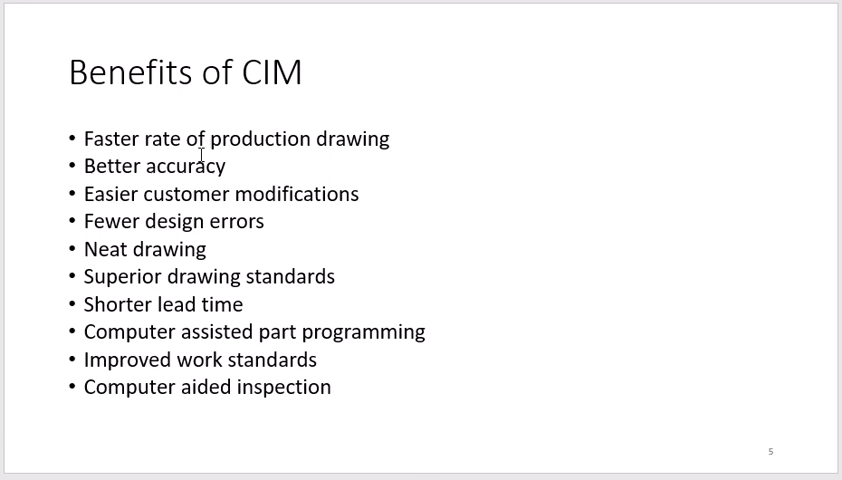 Benefits of CIM
• Faster rate of production drawing
• Better accuracy
• Easier customer modifications
• Fewer design errors
• Neat drawing
• Superior drawing standards
• Shorter lead time
• Computer assisted part programming
• Improved work standards
• Computer aided inspection
5